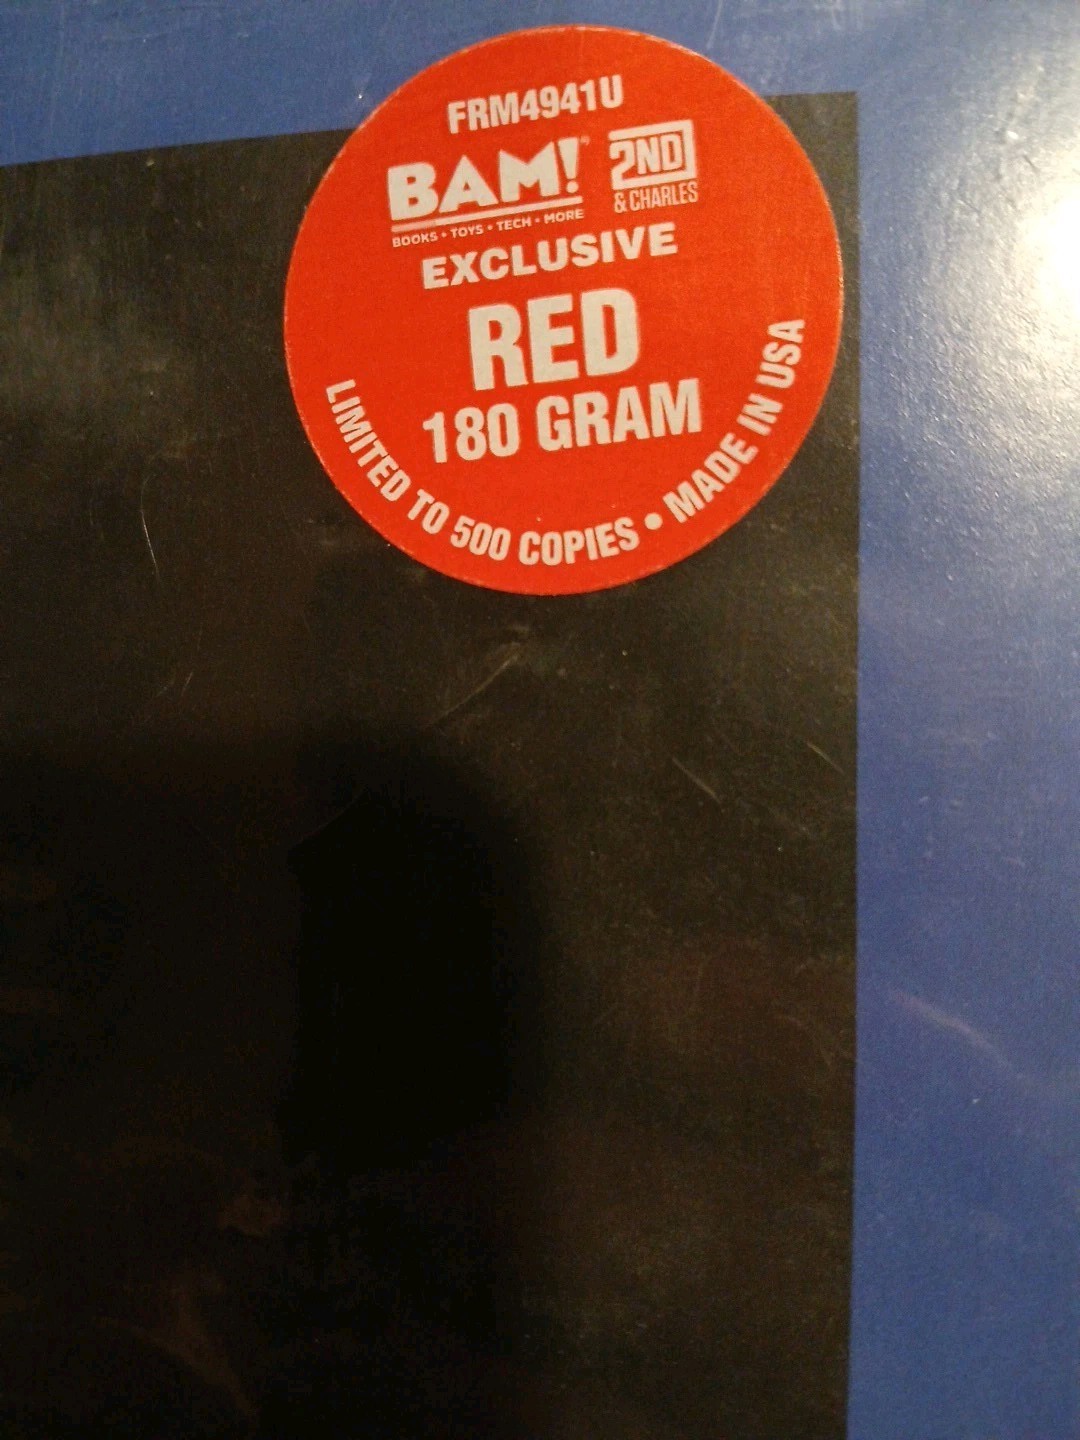 FRM4941U
BAM!
BOOKS • TOYS • TECH • MORE
2ND
& CHARLES
EXCLUSIVE
RED
180 GRAM
LIMITED TO 500 COPIES • MADE IN USA